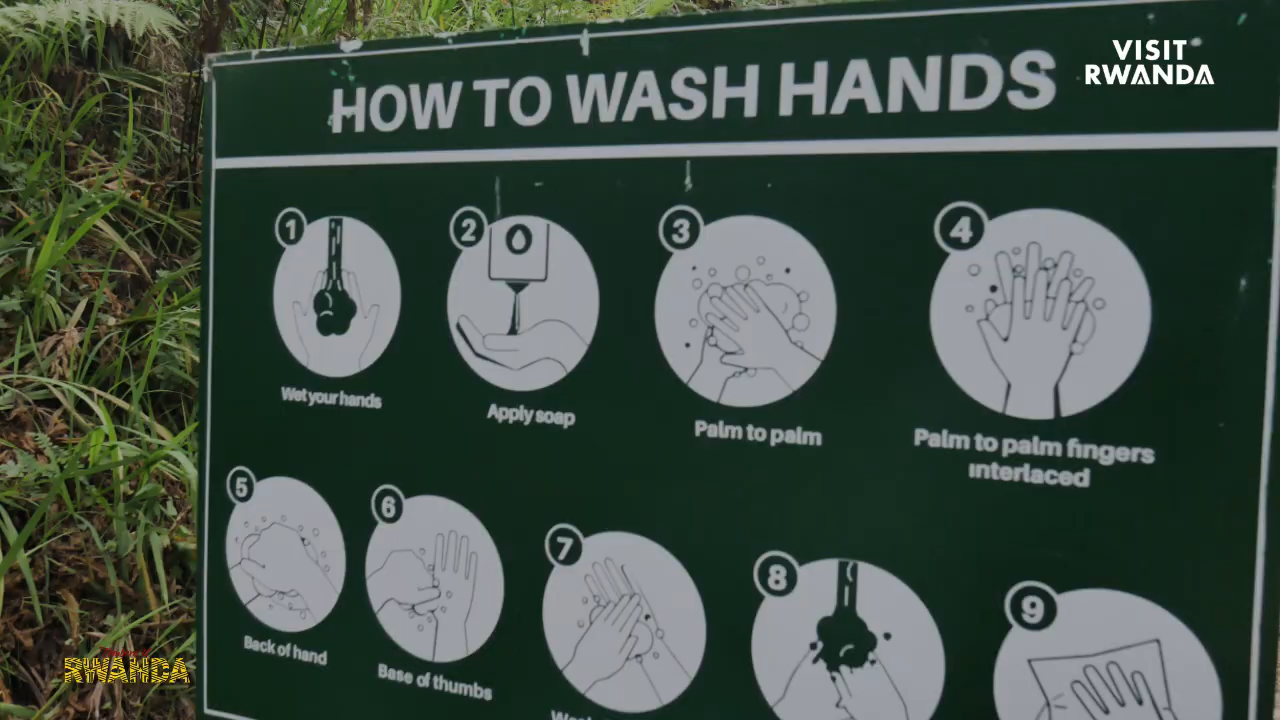 VISIT
RWANDA
HOW TO WASH HANDS
1
2
3
4
Wet your hands
Apply soap
Palm to palm
Palm to palm fingers
interlaced
5
6
7
8
9
Back of hand
Base of thumbs
RWANDA